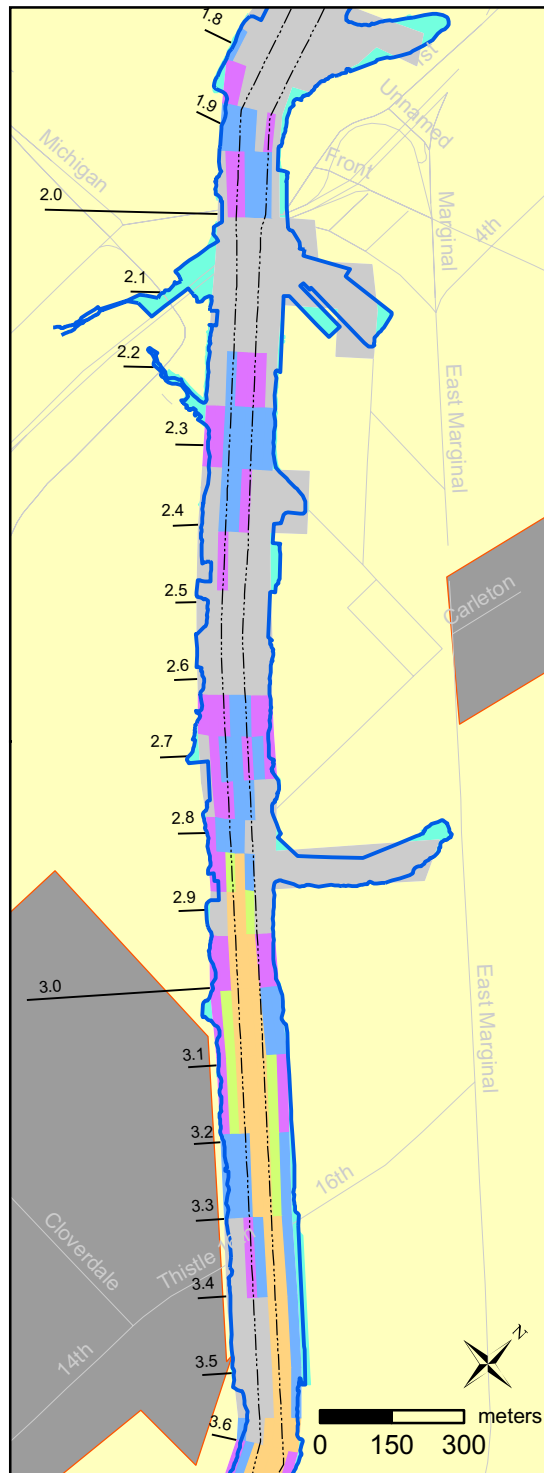 1.8
1st
1.9
Unnamed
Michigan
Front
2.0
Marginal
4th
2.1
2.2
East Marginal
2.3
2.4
2.5
Carleton
2.6
2.7
2.8
2.9
3.0
East Marginal
3.1
3.2
16th
3.3
Cloverdale
Thistle
3.4
14th
3.5
N
3.6
meters
0 150 300